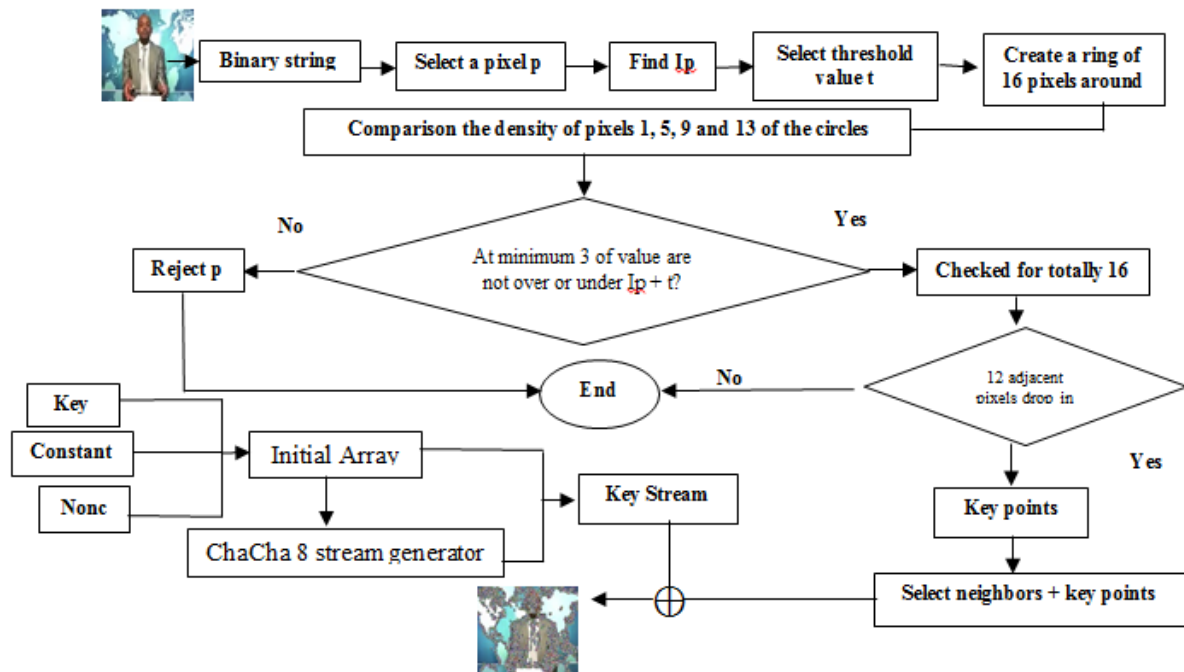 Binary string
Select a pixel p
Find Ip
Select threshold
value t
Create a ring of
16 pixels around
Comparison the density of pixels 1, 5, 9 and 13 of the circles
No
Yes
At minimum 3 of value are
not over or under Ip + t?
Reject p
Checked for totally 16
End
No
12 adjacent
pixels drop in
Yes
Key
Constant
Nonc
Initial Array
ChaCha 8 stream generator
Key Stream
Key points
Select neighbors + key points